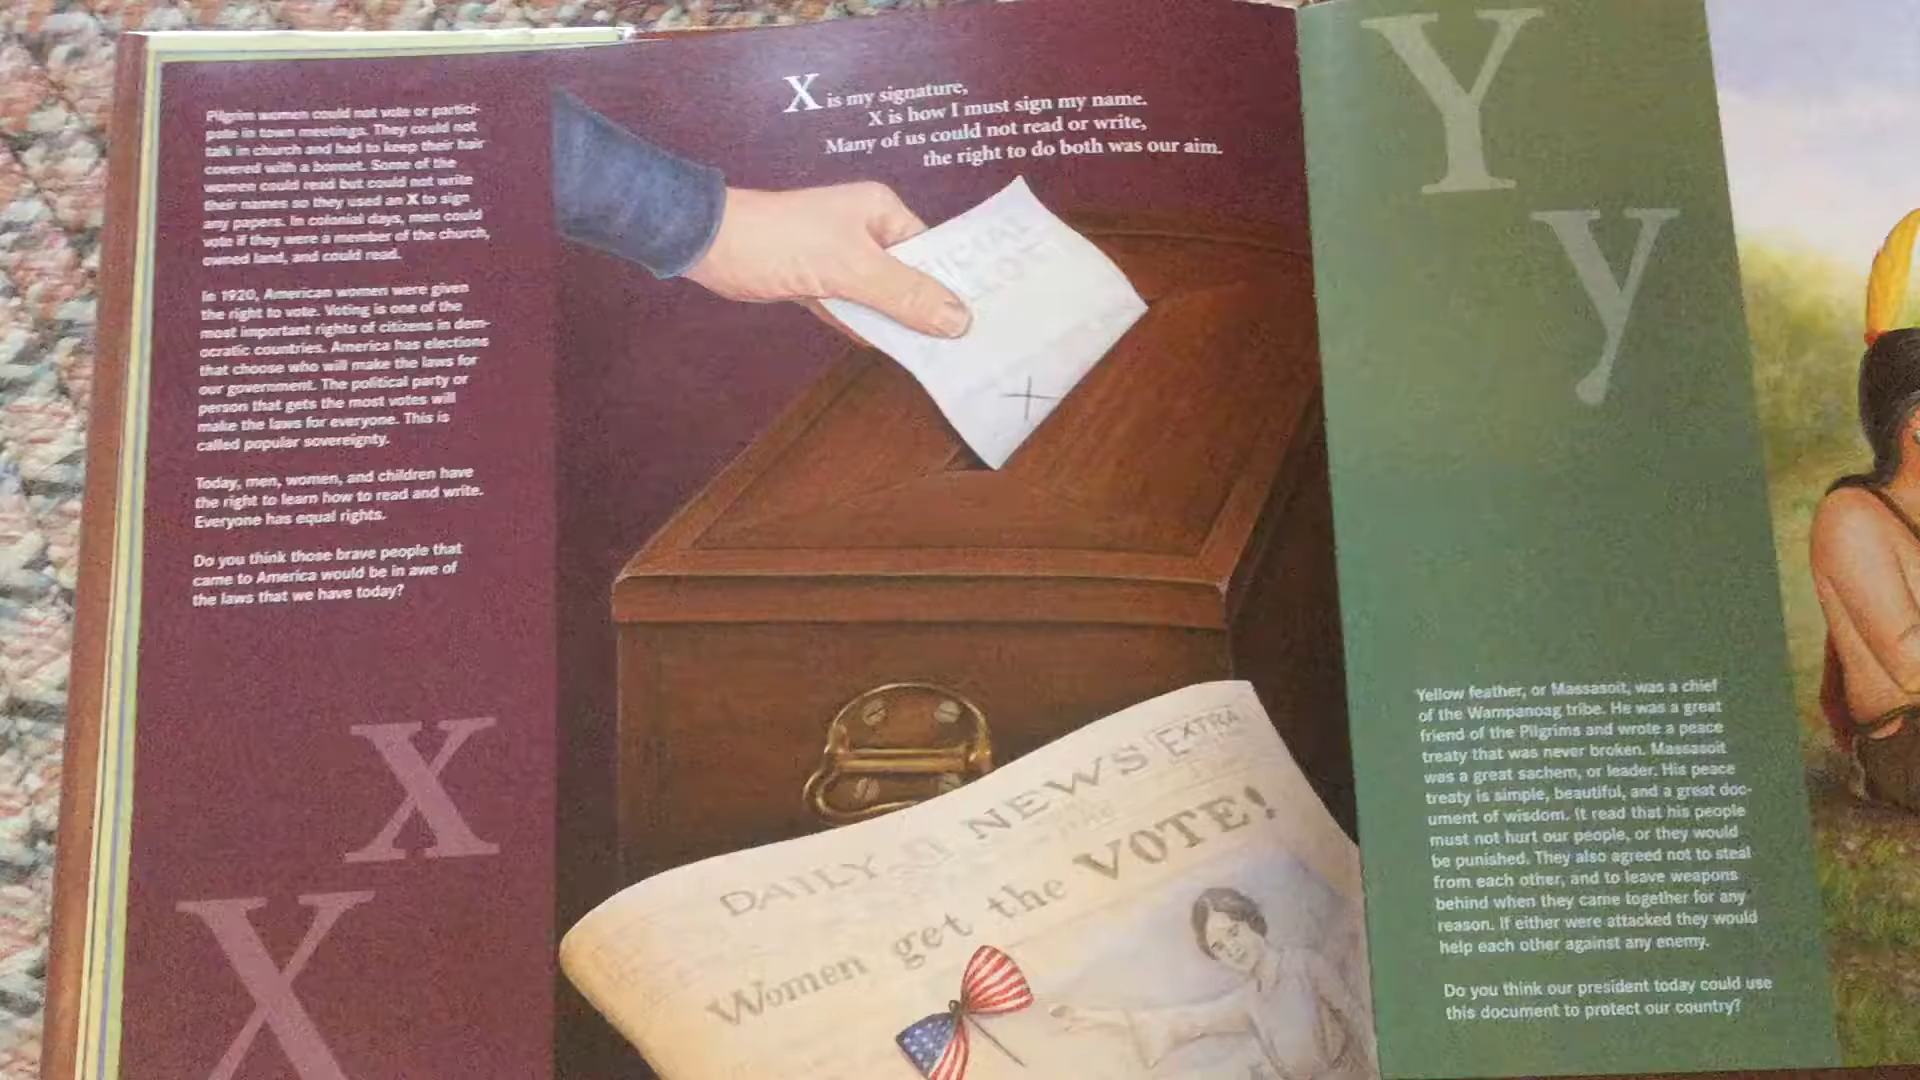 Pilgrim women could not vote or partici-
pate in town meetings. They could not
talk in church and had to keep their hair
covered with a bonnet. Some of the
women could read but could not write
their names so they used an X to sign
any papers. In colonial days, men could
vote if they were a member of the church,
owned land, and could read.
In 1920, American women were given
the right to vote. Voting is one of the
most important rights of citizens in dem-
ocratic countries. America has elections
that choose who will make the laws for
our government. The political party or
person that gets the most votes will
make the laws for everyone. This is
called popular sovereignty.
Today, men, women, and children have
the right to learn how to read and write.
Everyone has equal rights.
Do you think those brave people that
came to America would be in awe of
the laws that we have today?
x
X
X is my signature,
X is how I must sign my name.
Many of us could not read or write,
the right to do both was our aim.
X
DAILY NEWS EXTRA
Women get the VOTE!
Y
y
Yellow feather, or Massasoit, was a chief
of the Wampanoag tribe. He was a great
friend of the Pilgrims and wrote a peace
treaty that was never broken. Massasoit
was a great sachem, or leader. His peace
treaty is simple, beautiful, and a great doc-
ument of wisdom. It read that his people
must not hurt our people, or they would
be punished. They also agreed not to steal
from each other, and to leave weapons
behind when they came together for any
reason. If either were attacked they would
help each other against any enemy.
Do you think our president today could use
this document to protect our country?